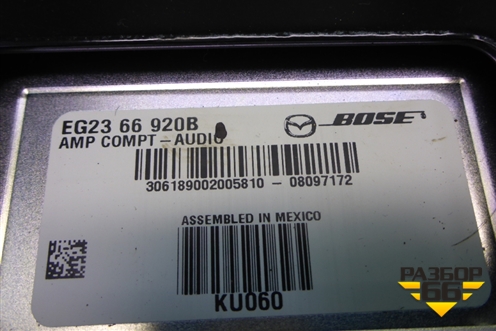 EG23 66 920B
BOSE
AMP COMPT-AUDIO
306189002005810 - 08097172
ASSEMBLED IN MEXICO
KU060
РАЗБОР
66